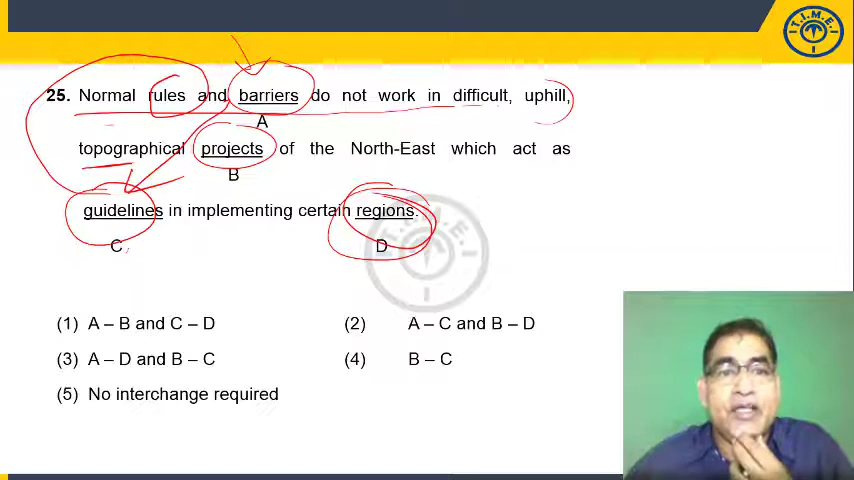 I T.I.M.E. I
25. Normal rules and barriers do not work in difficult, uphill,
A
topographical projects of the North-East which act as
B
guidelines in implementing certain regions.
C
D
(1) A – B and C – D
(2) A – C and B – D
(3) A – D and B – C
(4) B – C
(5) No interchange required
I T.I.M.E. I